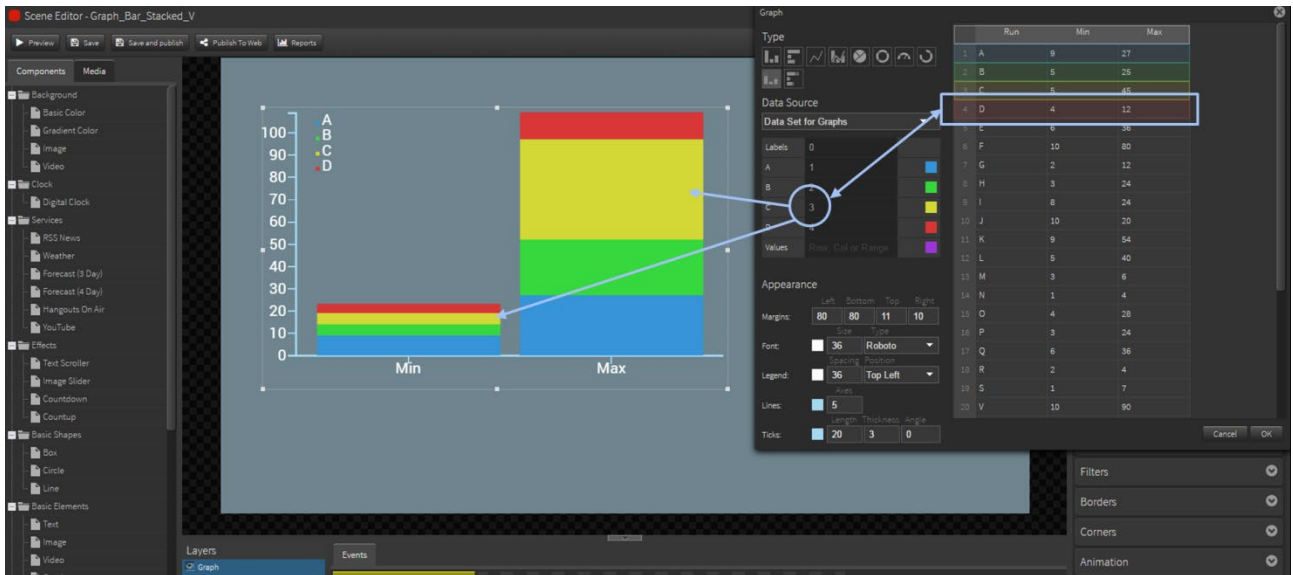 Scene Editor - Graph_Bar_Stacked_V
Preview Save Save and publish Publish To Web Reports
Components Media
Background
Basic Color
Gradient Color
Image
Video
Clock
Digital Clock
Services
RSS News
Weather
Forecast (3 Day)
Forecast (4 Day)
Hangouts On Air
YouTube
Effects
Text Scroller
Image Slider
Countdown
Countup
Basic Shapes
Box
Circle
Line
Basic Elements
Text
Image
Video
100
90
80
70
60
50
40
30
20
10
0
A
B
C
D
Min Max
Layers
Graph
Events
Graph
Type
Data Source
Data Set for Graphs
Labels 0
A 1
B 2
C 3
D 4
Values Row, Col or Range
Appearance
Left Bottom Top Right
Margins: 80 80 11 10
Size Type
Font: 36 Roboto
Spacing Position
Legend: 36 Top Left
Axes
Lines: 5
Length Thickness Angle
Ticks: 20 3 0
Run Min Max
1 A 9 27
2 B 5 25
3 C 5 45
4 D 4 12
5 E 6 36
6 F 10 80
7 G 2 12
8 H 3 24
9 I 8 24
10 J 10 20
11 K 9 54
12 L 5 40
13 M 3 6
14 N 1 4
15 O 4 28
16 P 3 24
17 Q 6 36
18 R 2 4
19 S 1 7
20 V 10 90
Cancel OK
Filters
Borders
Corners
Animation